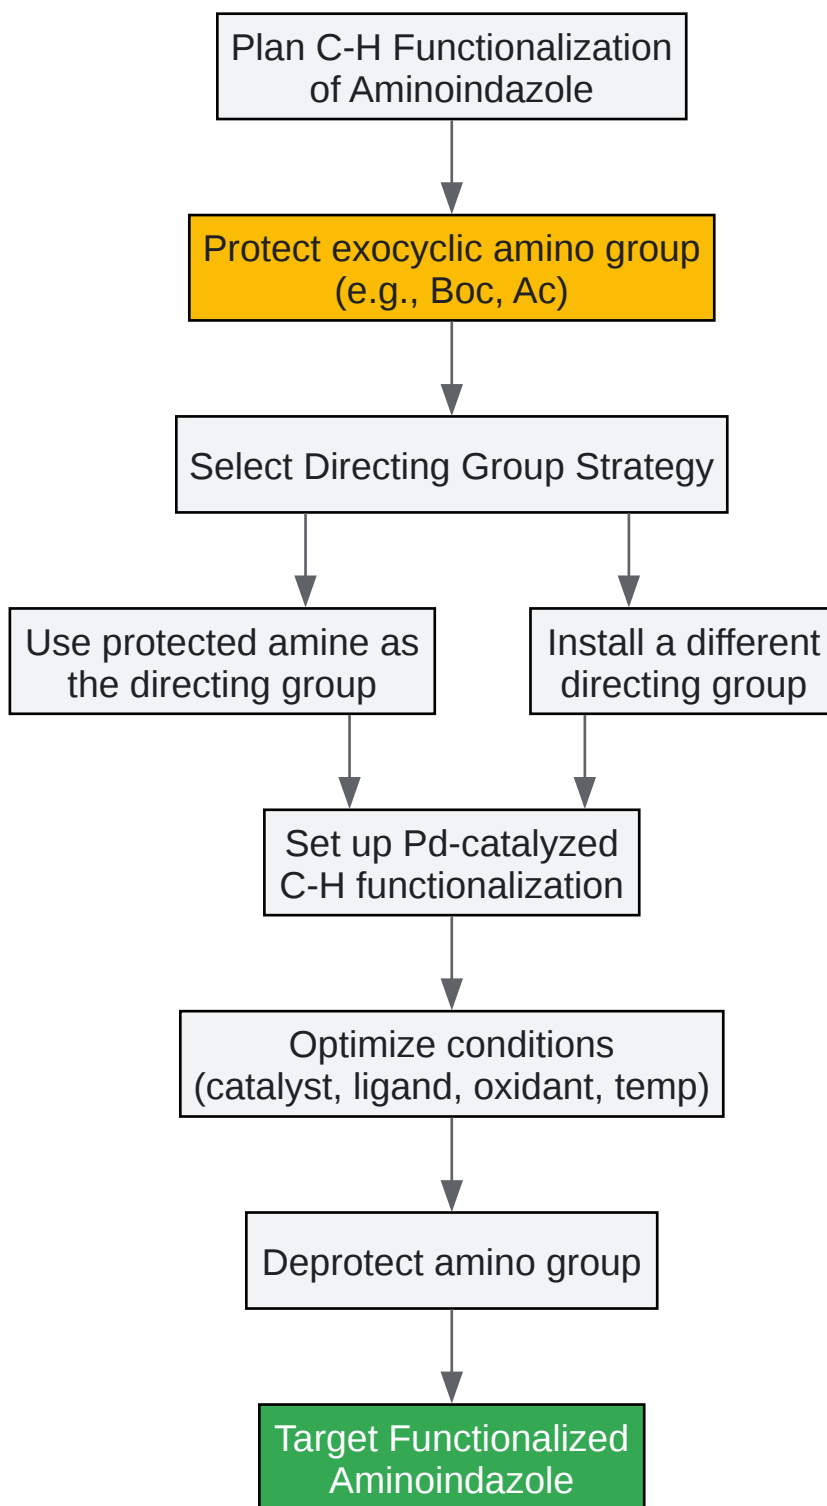 Plan C-H Functionalization
of Aminoindazole
Protect exocyclic amino group
(e.g., Boc, Ac)
Select Directing Group Strategy
Use protected amine as
the directing group
Install a different
directing group
Set up Pd-catalyzed
C-H functionalization
Optimize conditions
(catalyst, ligand, oxidant, temp)
Deprotect amino group
Target Functionalized
Aminoindazole